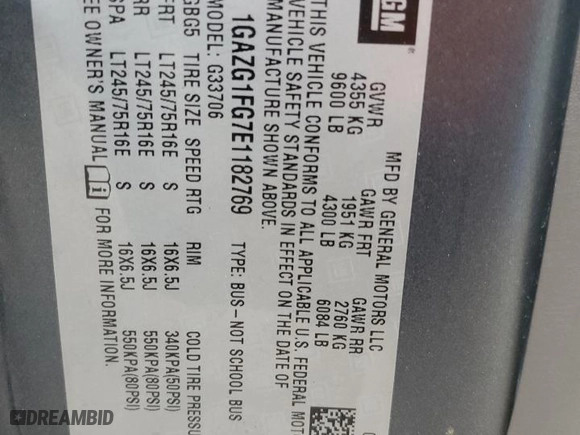 GM
MFD BY GENERAL MOTORS LLC
GVWR GAWR FRT GAWR RR
4355 KG 1951 KG 2760 KG
9600 LB 4300 LB 6084 LB
THIS VEHICLE CONFORMS TO ALL APPLICABLE U.S. FEDERAL MOT
VEHICLE SAFETY STANDARDS IN EFFECT ON THE DATE OF
MANUFACTURE SHOWN ABOVE.
1GAZG1FG7E1182769 TYPE: BUS-NOT SCHOOL BUS
MODEL: G33706
GBG5 TIRE SIZE SPEED RTG RIM COLD TIRE PRESSU
FRT LT245/75R16E S 16X6.5J 340KPA(50PSI)
RR LT245/75R16E S 16X6.5J 550KPA(80PSI)
SPA LT245/75R16E S 16X6.5J 550KPA(80PSI)
EE OWNER'S MANUAL i FOR MORE INFORMATION.
DREAMBID